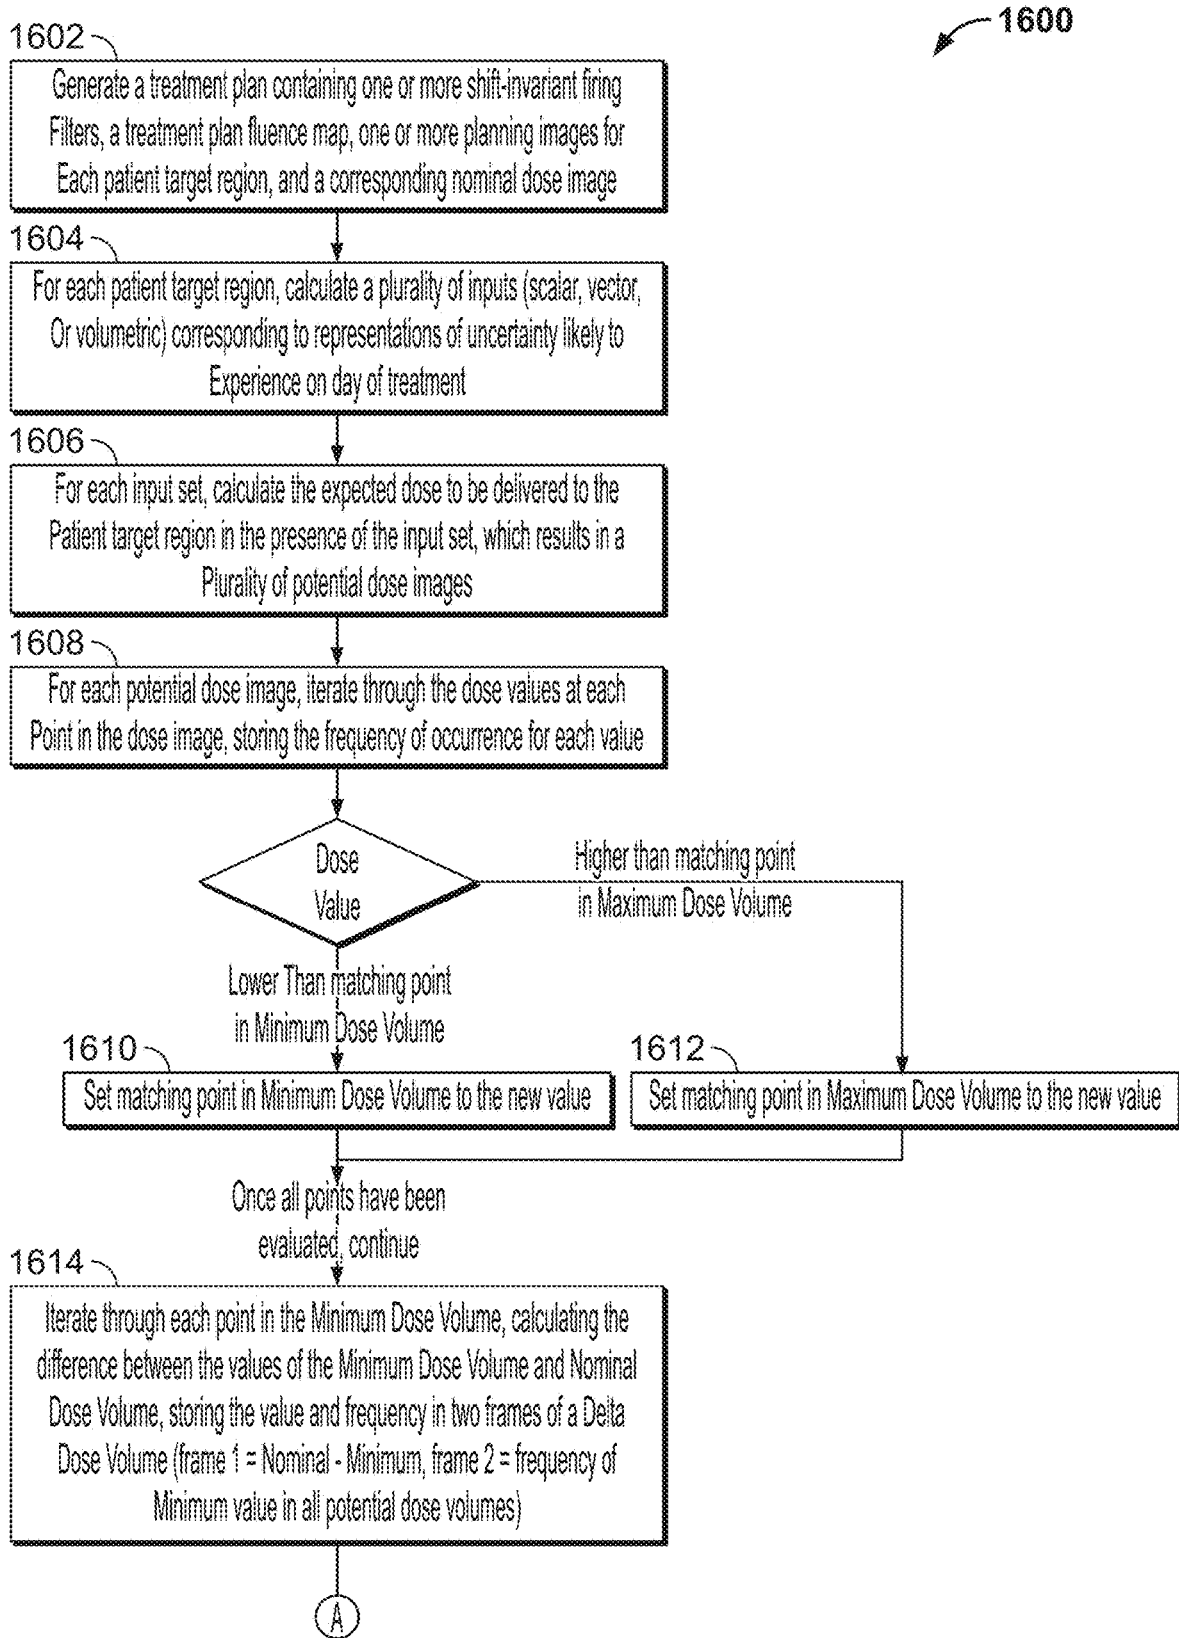 1600
1602
Generate a treatment plan containing one or more shift-invariant firing
Filters, a treatment plan fluence map, one or more planning images for
Each patient target region, and a corresponding nominal dose image
1604
For each patient target region, calculate a plurality of inputs (scalar, vector,
Or volumetric) corresponding to representations of uncertainty likely to
Experience on day of treatment
1606
For each input set, calculate the expected dose to be delivered to the
Patient target region in the presence of the input set, which results in a
Plurality of potential dose images
1608
For each potential dose image, iterate through the dose values at each
Point in the dose image, storing the frequency of occurrence for each value
Dose
Value
Higher than matching point
in Maximum Dose Volume
Lower Than matching point
in Minimum Dose Volume
1610
Set matching point in Minimum Dose Volume to the new value
1612
Set matching point in Maximum Dose Volume to the new value
Once all points have been
evaluated, continue
1614
Iterate through each point in the Minimum Dose Volume, calculating the
difference between the values of the Minimum Dose Volume and Nominal
Dose Volume, storing the value and frequency in two frames of a Delta
Dose Volume (frame 1 = Nominal - Minimum, frame 2 = frequency of
Minimum value in all potential dose volumes)
A